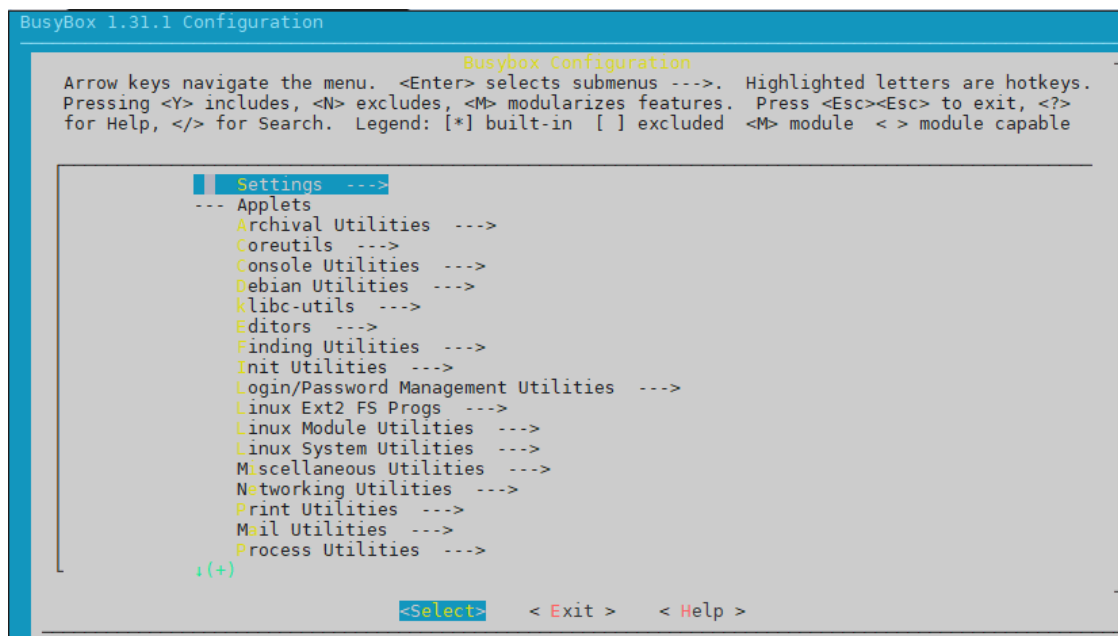 BusyBox 1.31.1 Configuration
Busybox Configuration
Arrow keys navigate the menu.  <Enter> selects submenus --->.  Highlighted letters are hotkeys.
Pressing <Y> includes, <N> excludes, <M> modularizes features.  Press <Esc><Esc> to exit, <?>
for Help, </> for Search.  Legend: [*] built-in  [ ] excluded  <M> module  < > module capable
Settings  --->
--- Applets
Archival Utilities  --->
Coreutils  --->
Console Utilities  --->
Debian Utilities  --->
klibc-utils  --->
Editors  --->
Finding Utilities  --->
Init Utilities  --->
Login/Password Management Utilities  --->
Linux Ext2 FS Progs  --->
Linux Module Utilities  --->
Linux System Utilities  --->
Miscellaneous Utilities  --->
Networking Utilities  --->
Print Utilities  --->
Mail Utilities  --->
Process Utilities  --->
↓(+)
<Select>    < Exit >    < Help >